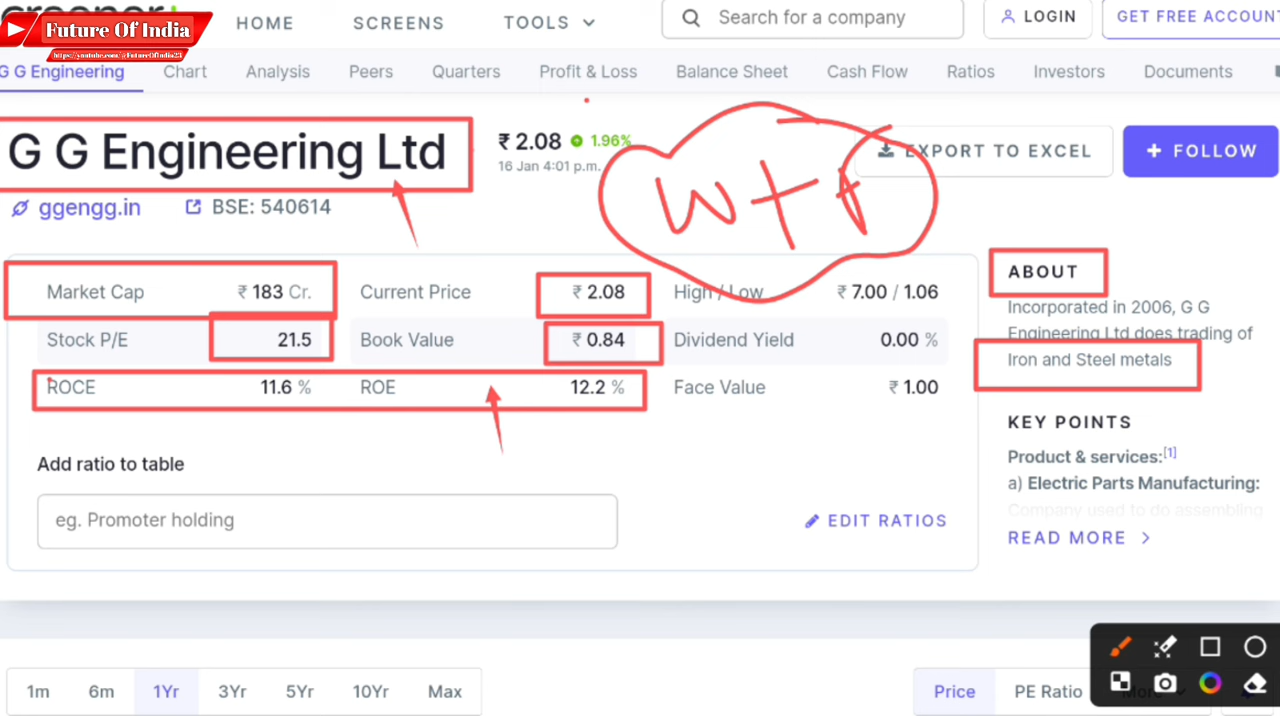 HOME SCREENS TOOLS Search for a company LOGIN GET FREE ACCOUNT
Future Of India
https://youtube.com/@FutureOfIndia23
G G Engineering Chart Analysis Peers Quarters Profit & Loss Balance Sheet Cash Flow Ratios Investors Documents
G G Engineering Ltd ₹ 2.08 1.96%
16 Jan 4:01 p.m.
EXPORT TO EXCEL + FOLLOW
ggengg.in BSE: 540614
wtf
Market Cap ₹ 183 Cr. Current Price ₹ 2.08 High / Low ₹ 7.00 / 1.06
Stock P/E 21.5 Book Value ₹ 0.84 Dividend Yield 0.00 %
ROCE 11.6 % ROE 12.2 % Face Value ₹ 1.00
Add ratio to table
eg. Promoter holding EDIT RATIOS
ABOUT
Incorporated in 2006, G G
Engineering Ltd does trading of
Iron and Steel metals
KEY POINTS
Product & services:[1]
a) Electric Parts Manufacturing:
Company used to do assembling
READ MORE
1m 6m 1Yr 3Yr 5Yr 10Yr Max Price PE Ratio More